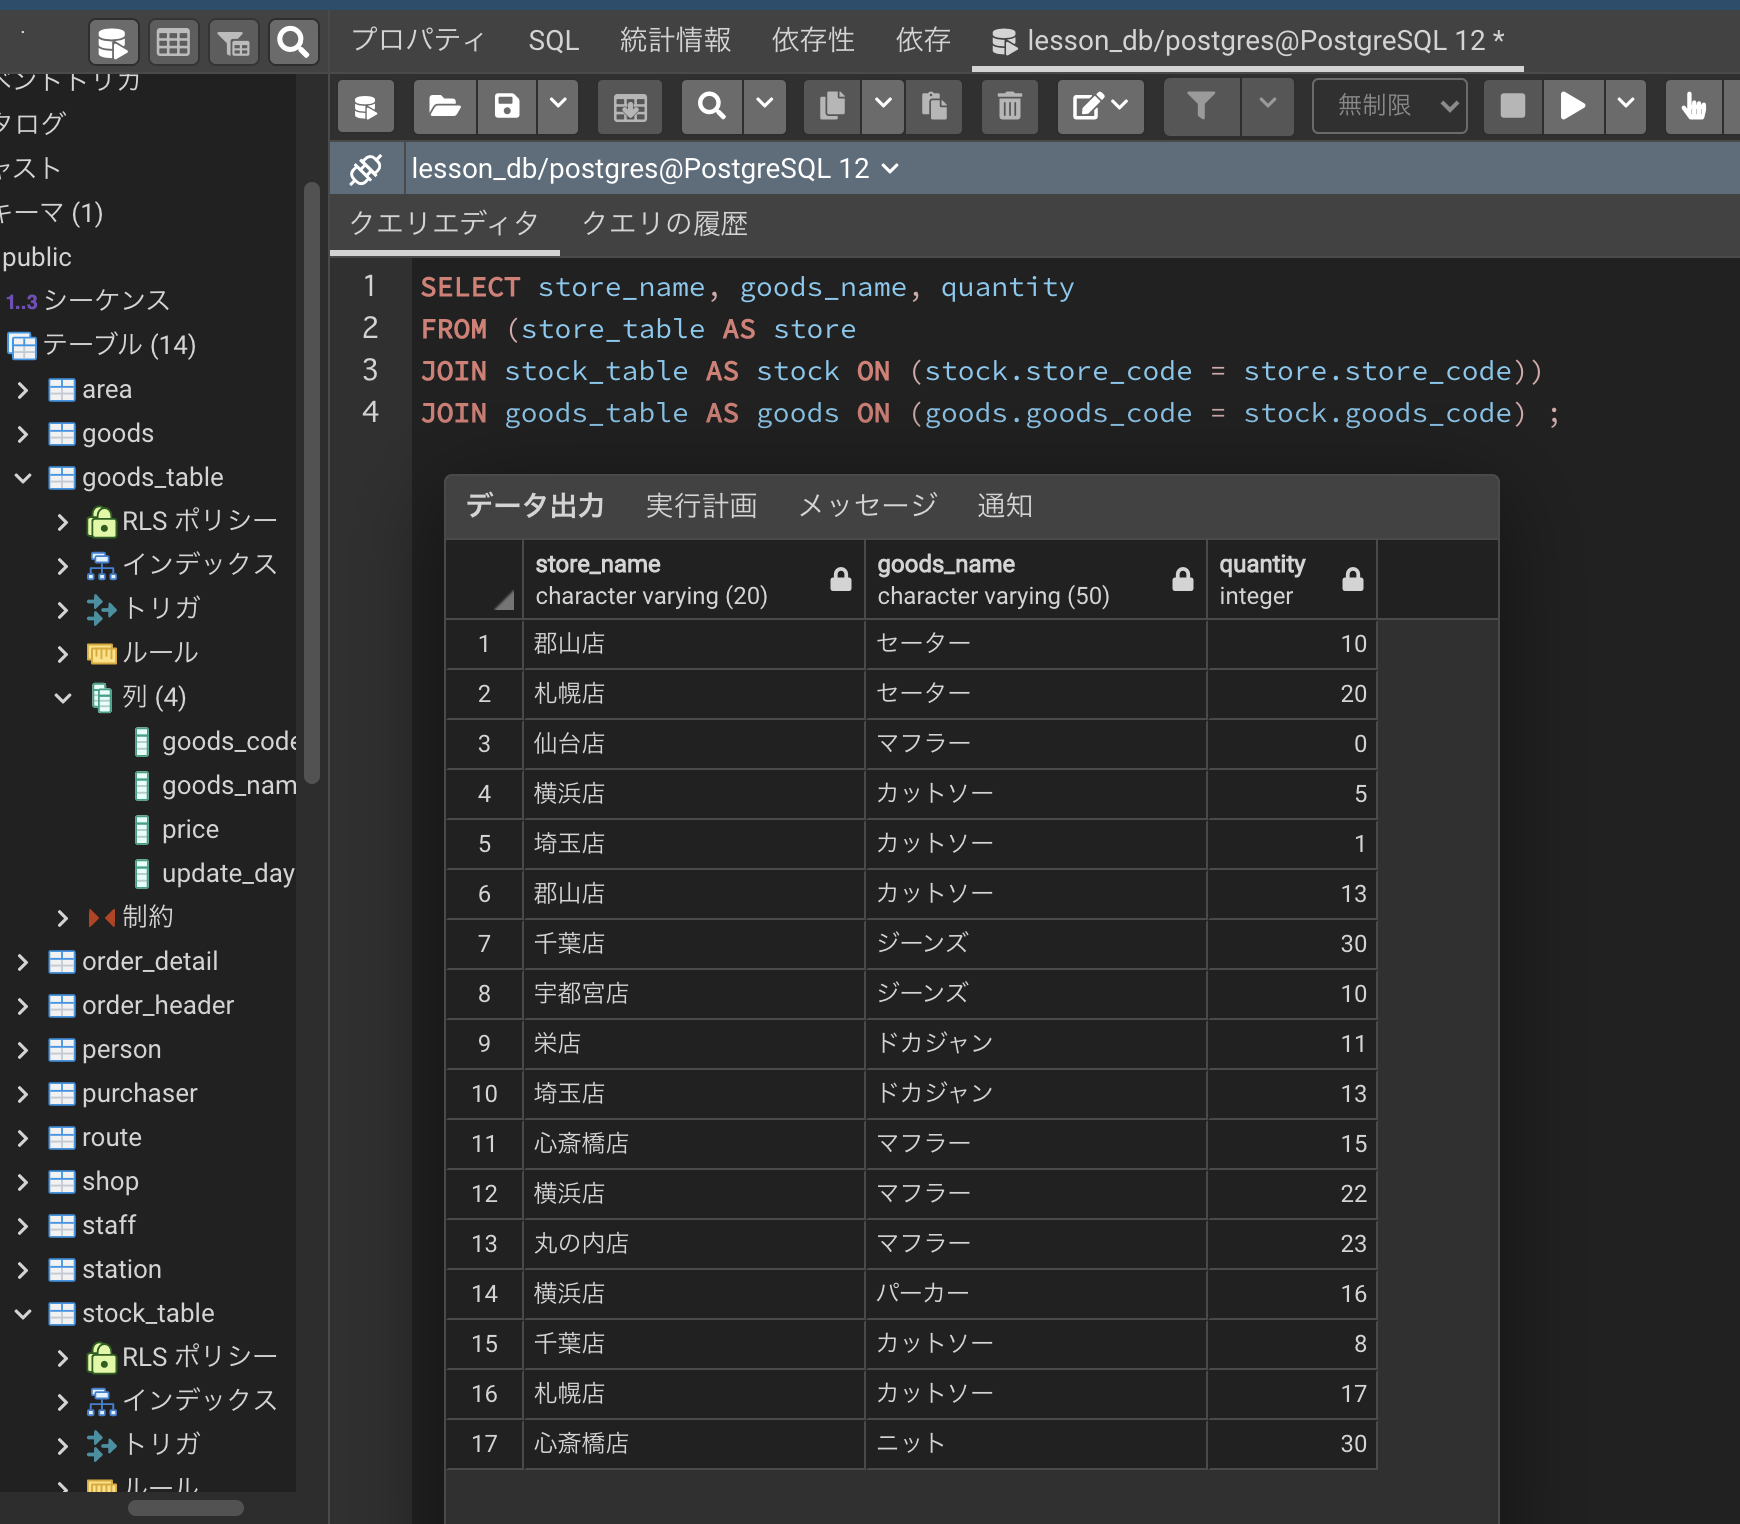 プロパティ SQL 統計情報 依存性 依存 lesson_db/postgres@PostgreSQL 12 *
無制限
lesson_db/postgres@PostgreSQL 12
クエリエディタ クエリの履歴
ベントトリガ
タログ
ャスト
キーマ (1)
public
1..3 シーケンス
テーブル (14)
area
goods
goods_table
RLS ポリシー
インデックス
トリガ
ルール
列 (4)
goods_code
goods_nam
price
update_day
制約
order_detail
order_header
person
purchaser
route
shop
staff
station
stock_table
RLS ポリシー
インデックス
トリガ
ルール
1 SELECT store_name, goods_name, quantity
2 FROM (store_table AS store
3 JOIN stock_table AS stock ON (stock.store_code = store.store_code))
4 JOIN goods_table AS goods ON (goods.goods_code = stock.goods_code) ;
データ出力 実行計画 メッセージ 通知
store_name goods_name quantity
character varying (20) character varying (50) integer
1 郡山店 セーター 10
2 札幌店 セーター 20
3 仙台店 マフラー 0
4 横浜店 カットソー 5
5 埼玉店 カットソー 1
6 郡山店 カットソー 13
7 千葉店 ジーンズ 30
8 宇都宮店 ジーンズ 10
9 栄店 ドカジャン 11
10 埼玉店 ドカジャン 13
11 心斎橋店 マフラー 15
12 横浜店 マフラー 22
13 丸の内店 マフラー 23
14 横浜店 パーカー 16
15 千葉店 カットソー 8
16 札幌店 カットソー 17
17 心斎橋店 ニット 30